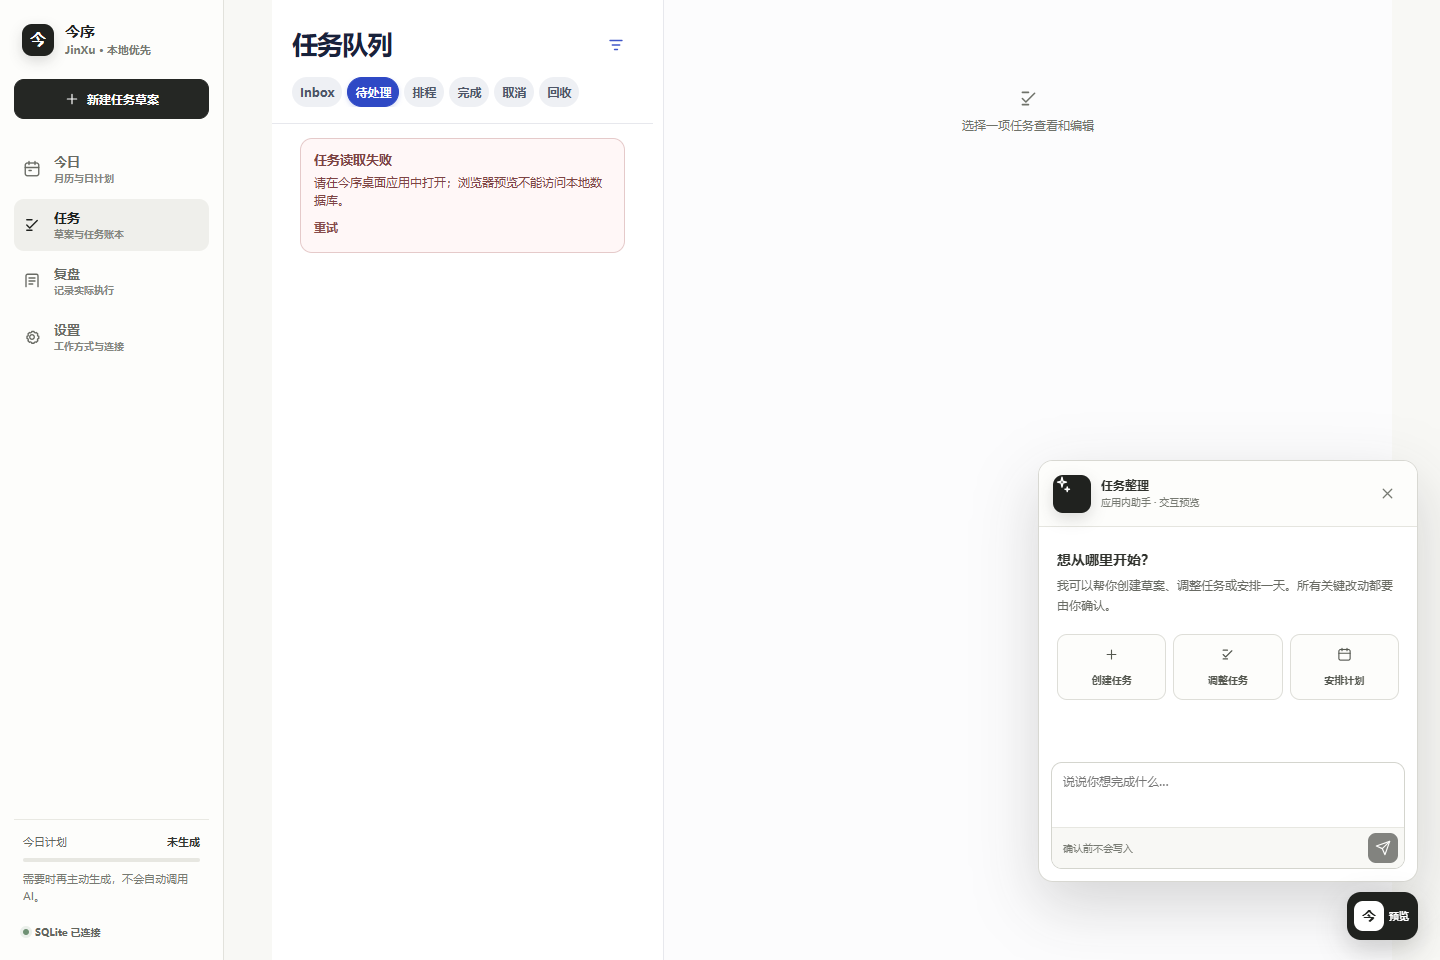 今
今序
JinXu • 本地优先
新建任务草案
今日
月历与日计划
任务
草案与任务账本
复盘
记录实际执行
设置
工作方式与连接
今日计划
未生成
需要时再主动生成，不会自动调用
AI。
SQLite 已连接
任务队列
Inbox
待处理
排程
完成
取消
回收
任务读取失败
请在今序桌面应用中打开；浏览器预览不能访问本地数
据库。
重试
选择一项任务查看和编辑
任务整理
应用内助手 · 交互预览
想从哪里开始？
我可以帮你创建草案、调整任务或安排一天。所有关键改动都要
由你确认。
创建任务
调整任务
安排计划
说说你想完成什么...
确认前不会写入
今
预览